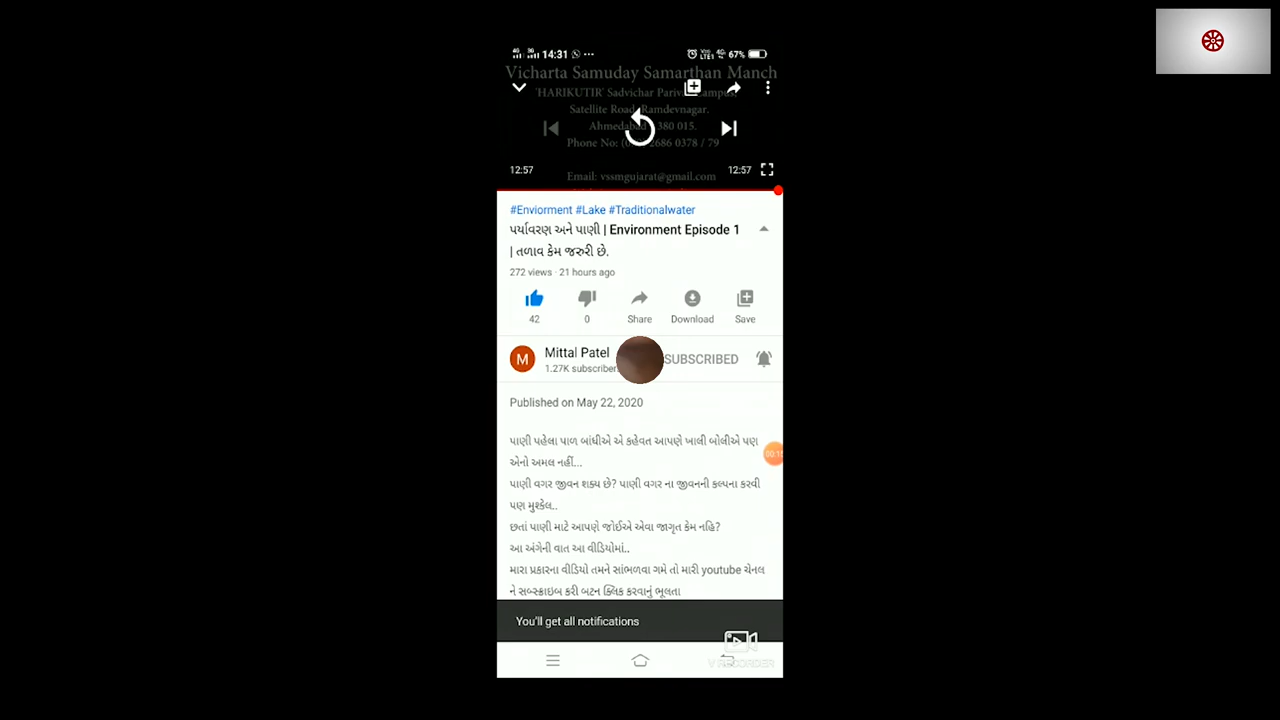 14:31
67%
Vicharta Samuday Samarthan Manch
'HARIKUTIR' Sadvichar Pariv Campus,
Satellite Road, Ramdevnagar.
Ahmedabad 380 015.
Phone No: 2686 0378 / 79
12:57
12:57
Email: vssmgujarat@gmail.com
#Enviorment #Lake #Traditionalwater
પર્યાવરણ અને પાણી | Environment Episode 1
| તળાવ કેમ જરુરી છે.
272 views · 21 hours ago
42
0
Share
Download
Save
M
Mittal Patel
SUBSCRIBED
1.27K subscriber
Published on May 22, 2020
પાણી પહેલા પાળ બાંધીએ એ કહેવત આપણે ખાલી બોલીએ પણ
એનો અમલ નહીં...
પાણી વગર જીવન શક્ય છે? પાણી વગર ના જીવનની કલ્પના કરવી
પણ મુશ્કેલ..
છતાં પાણી માટે આપણે જોઈએ એવા જાગૃત કેમ નહિ?
આ અંગેની વાત આ વીડિયોમાં..
મારા પ્રકારના વીડિયો તમને સાંભળવા ગમે તો મારી youtube ચેનલ
ને સબ્સ્ક્રાઇબ કરી બટન ક્લિક કરવાનું ભૂલતા
You'll get all notifications
V RECORDER